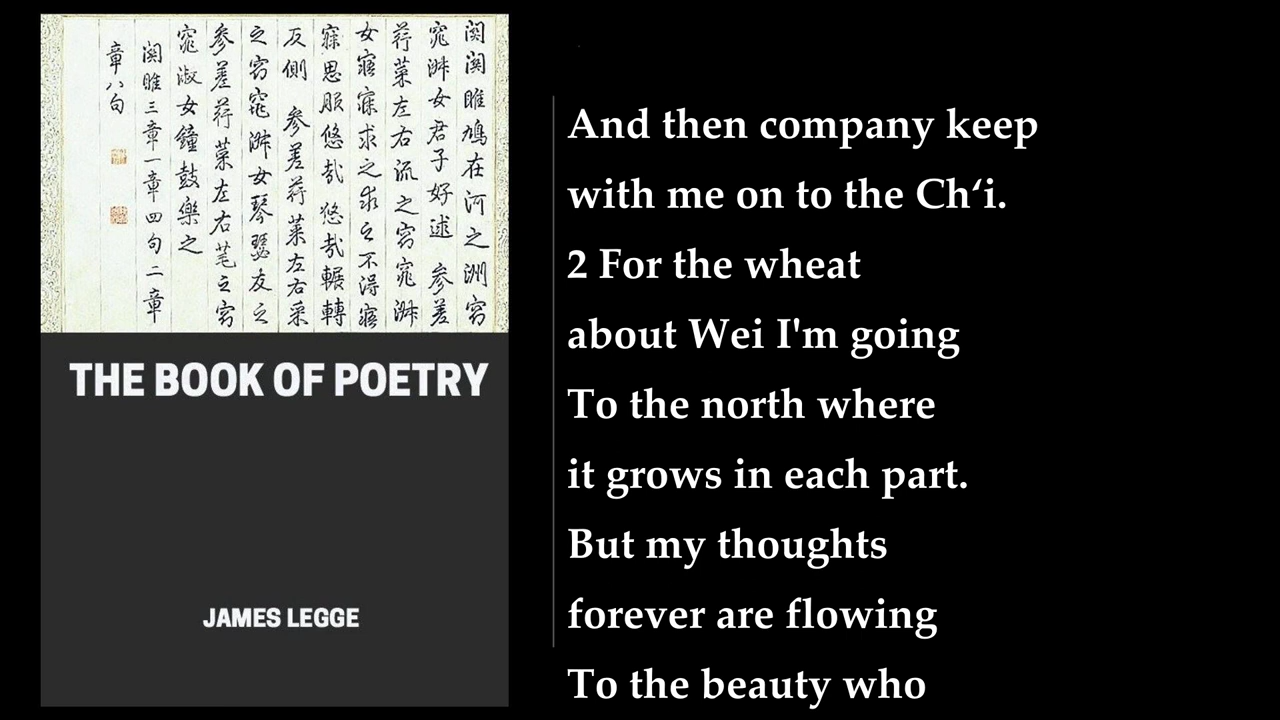 関関雎鳩在河之洲窈
窕淑女君子好逑 参差
荇菜左右流之窈窕淑
女寤寐求之求之不得寤
寐思服悠哉悠哉輾轉
反側 参差荇菜左右采
之窈窕淑女琴瑟友之
参差荇菜左右芼之窈
窕淑女鐘鼓樂之
関雎三章一章四句二章
章八句
THE BOOK OF POETRY
JAMES LEGGE
And then company keep
with me on to the Ch‘i.
2 For the wheat
about Wei I'm going
To the north where
it grows in each part.
But my thoughts
forever are flowing
To the beauty who